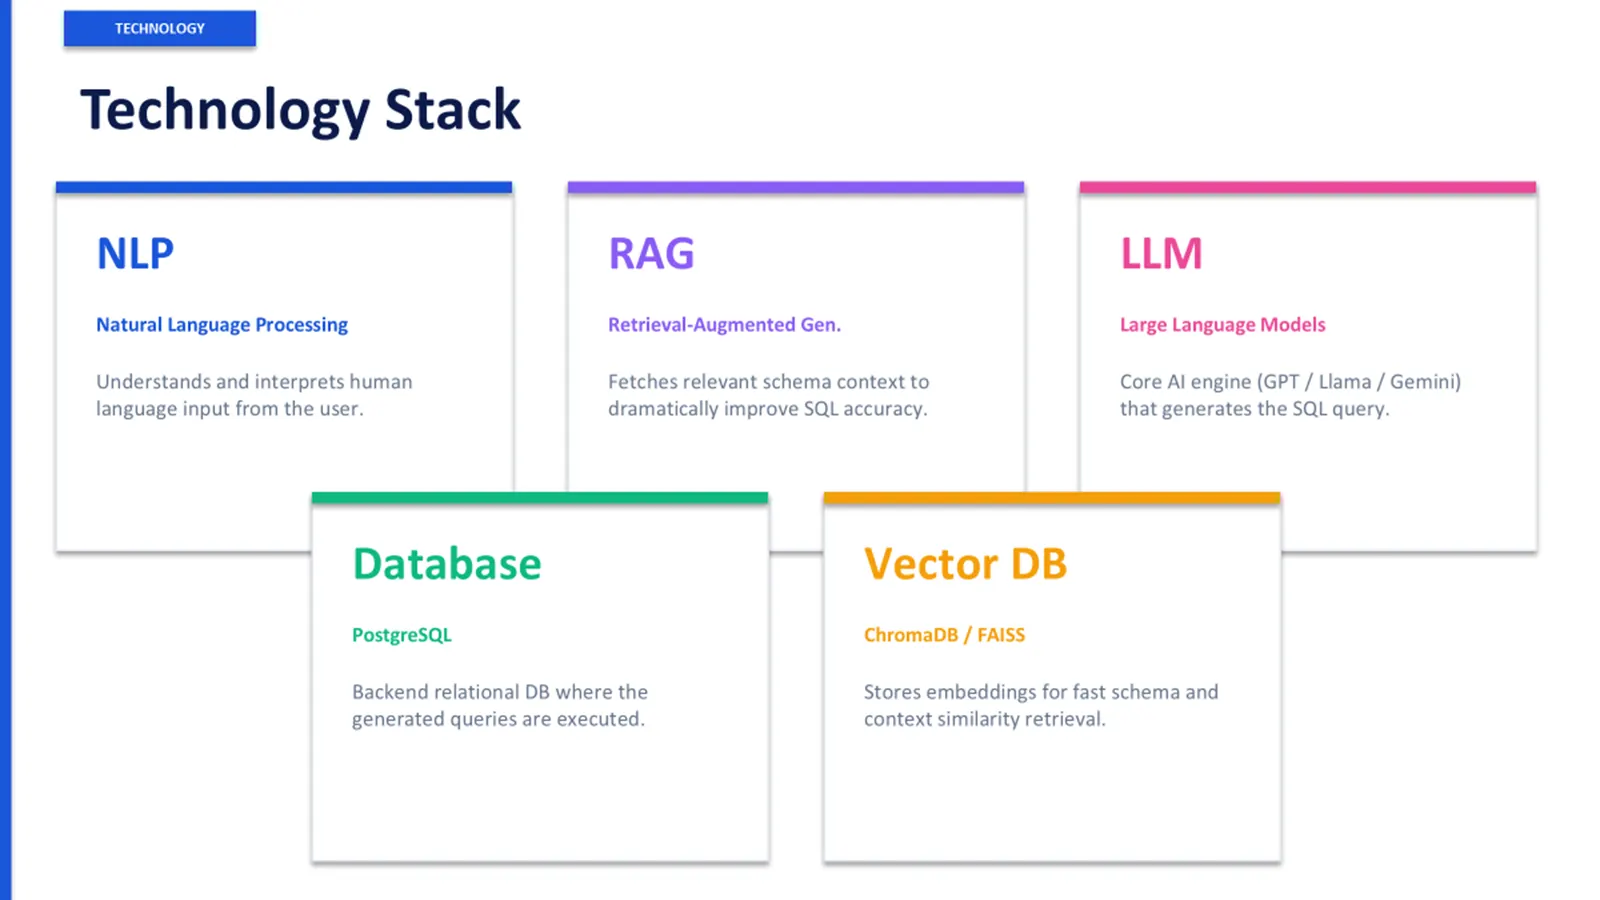 TECHNOLOGY
Technology Stack
NLP
Natural Language Processing
Understands and interprets human
language input from the user.
RAG
Retrieval-Augmented Gen.
Fetches relevant schema context to
dramatically improve SQL accuracy.
LLM
Large Language Models
Core AI engine (GPT / Llama / Gemini)
that generates the SQL query.
Database
PostgreSQL
Backend relational DB where the
generated queries are executed.
Vector DB
ChromaDB / FAISS
Stores embeddings for fast schema and
context similarity retrieval.